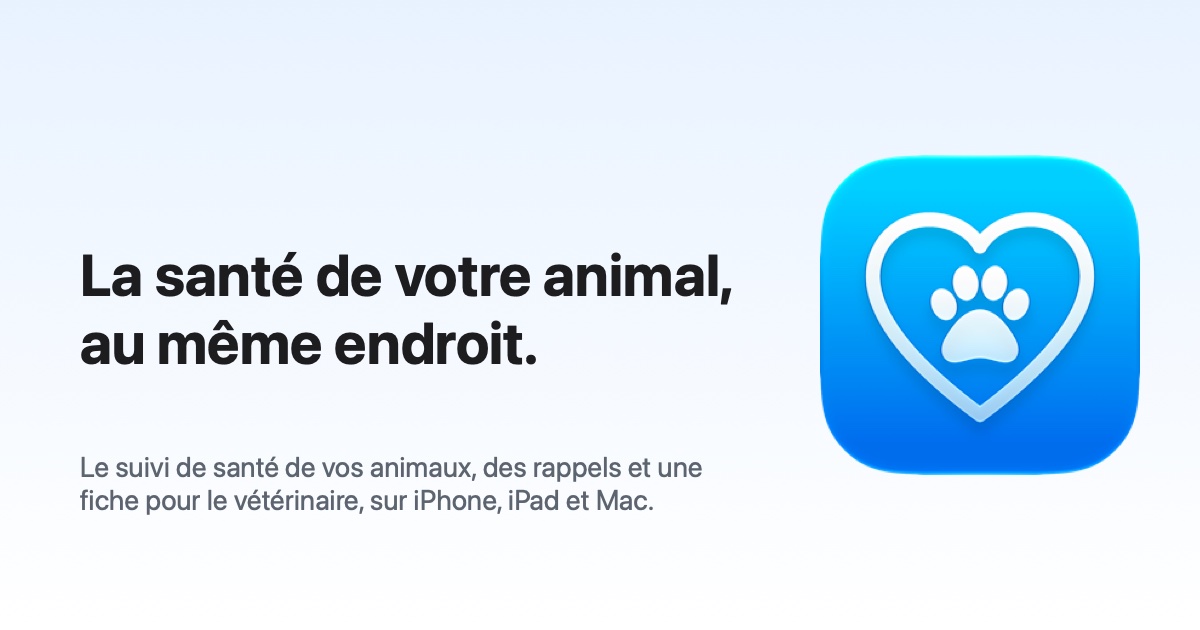 La santé de votre animal,
au même endroit.
Le suivi de santé de vos animaux, des rappels et une
fiche pour le vétérinaire, sur iPhone, iPad et Mac.